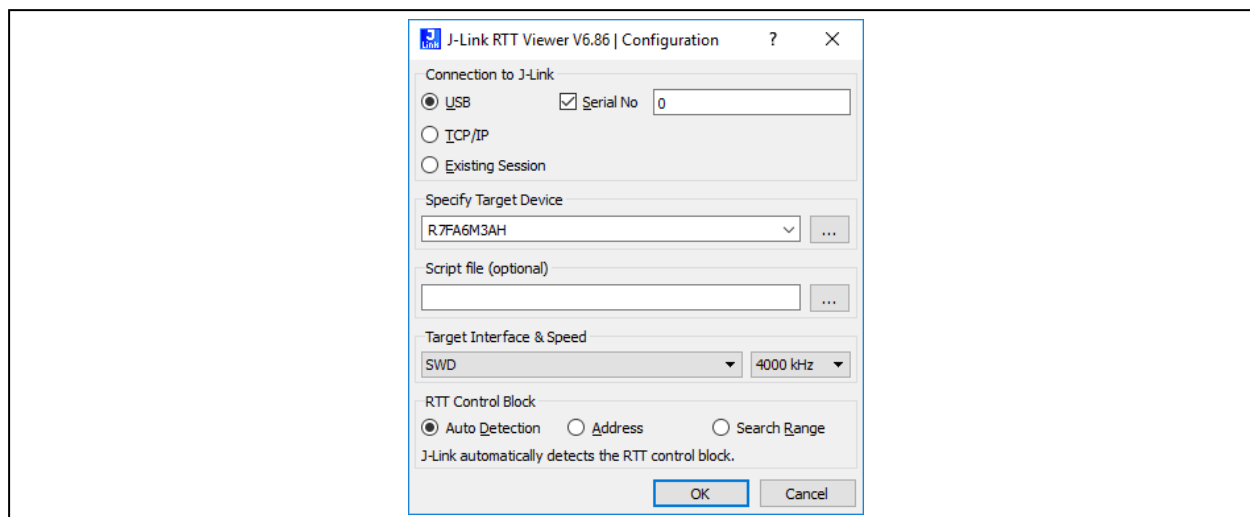 J-Link RTT Viewer V6.86 | Configuration ?
Connection to J-Link
USB Serial No 0
TCP/IP
Existing Session
Specify Target Device
R7FA6M3AH ...
Script file (optional)
...
Target Interface & Speed
SWD 4000 kHz
RTT Control Block
Auto Detection Address Search Range
J-Link automatically detects the RTT control block.
OK Cancel